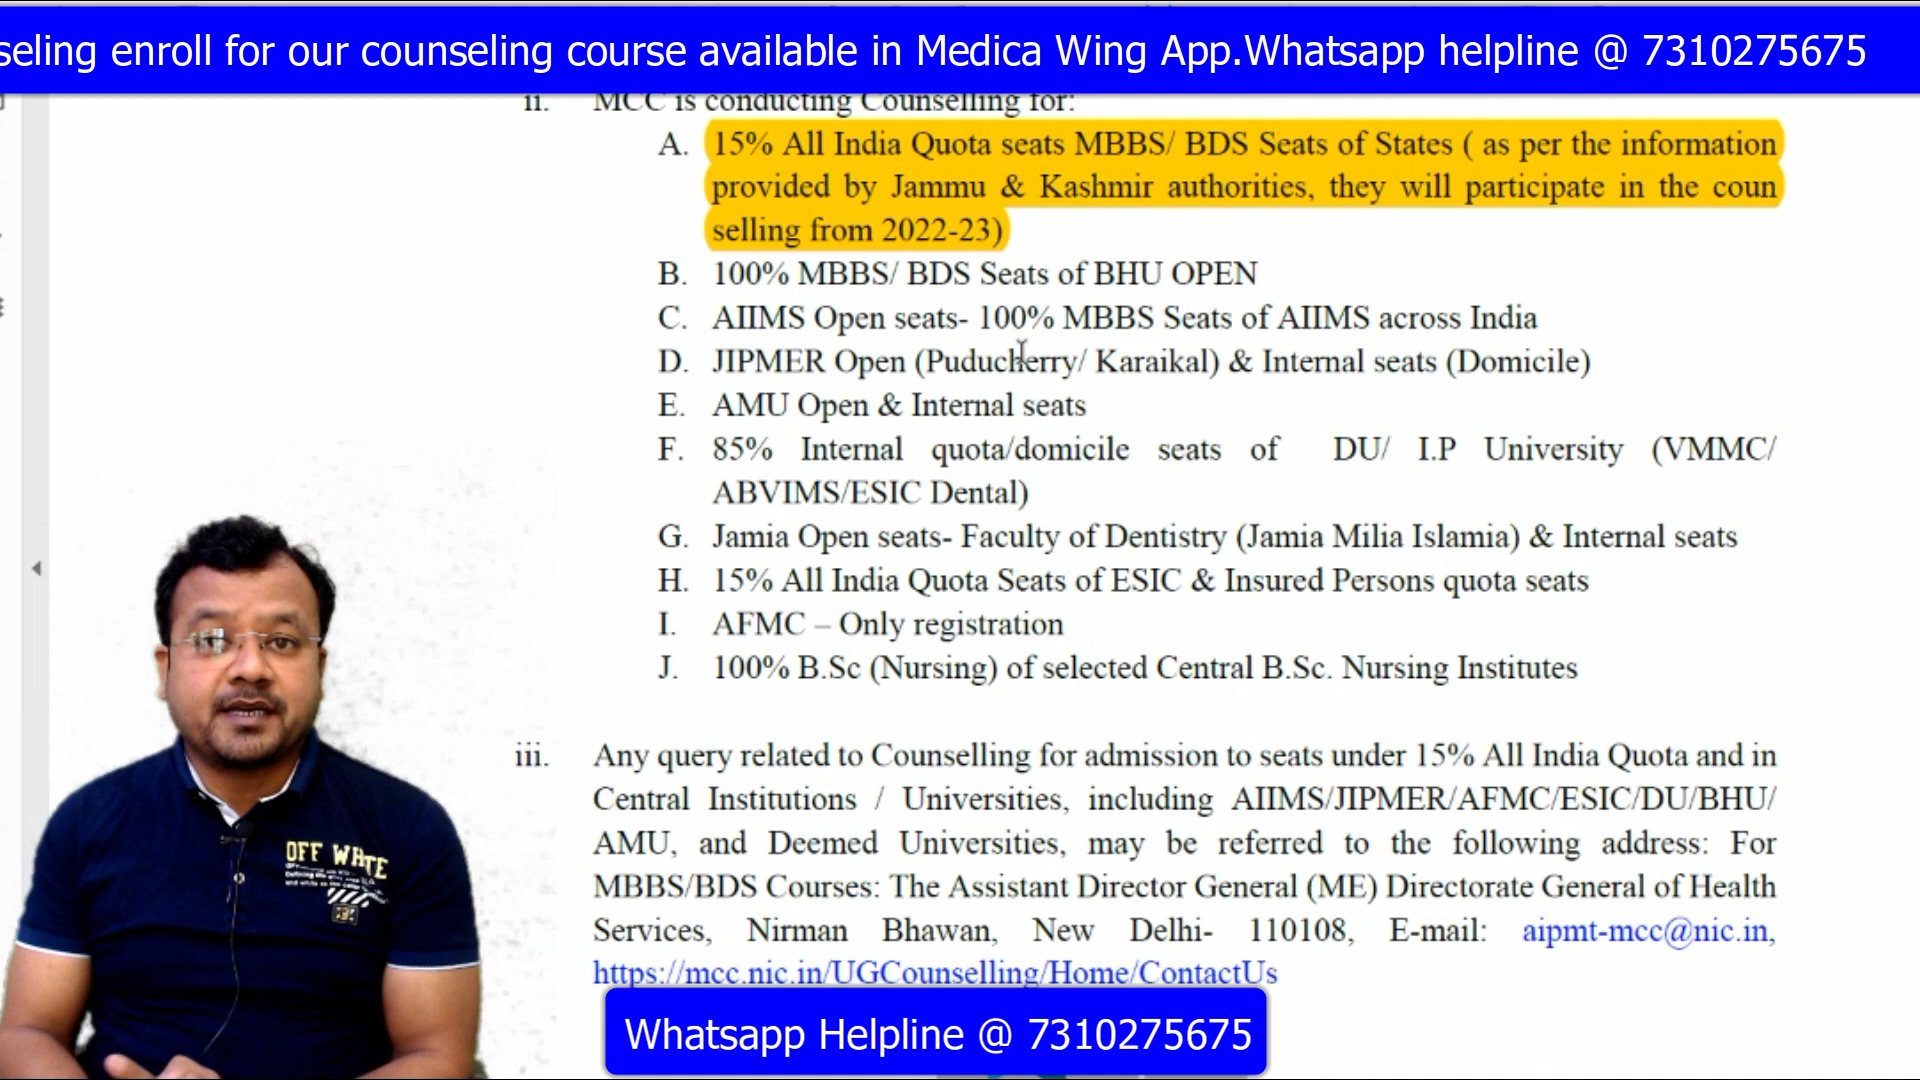 seling enroll for our counseling course available in Medica Wing App.Whatsapp helpline @ 7310275675
ii. MCC is conducting Counselling for:
A. 15% All India Quota seats MBBS/ BDS Seats of States ( as per the information
provided by Jammu & Kashmir authorities, they will participate in the coun
selling from 2022-23)
B. 100% MBBS/ BDS Seats of BHU OPEN
C. AIIMS Open seats- 100% MBBS Seats of AIIMS across India
D. JIPMER Open (Puducherry/ Karaikal) & Internal seats (Domicile)
E. AMU Open & Internal seats
F. 85% Internal quota/domicile seats of DU/ I.P University (VMMC/
ABVIMS/ESIC Dental)
G. Jamia Open seats- Faculty of Dentistry (Jamia Milia Islamia) & Internal seats
H. 15% All India Quota Seats of ESIC & Insured Persons quota seats
I. AFMC – Only registration
J. 100% B.Sc (Nursing) of selected Central B.Sc. Nursing Institutes
iii. Any query related to Counselling for admission to seats under 15% All India Quota and in
Central Institutions / Universities, including AIIMS/JIPMER/AFMC/ESIC/DU/BHU/
AMU, and Deemed Universities, may be referred to the following address: For
MBBS/BDS Courses: The Assistant Director General (ME) Directorate General of Health
Services, Nirman Bhawan, New Delhi- 110108, E-mail: aipmt-mcc@nic.in,
https://mcc.nic.in/UGCounselling/Home/ContactUs
OFF WHITE
Whatsapp Helpline @ 7310275675